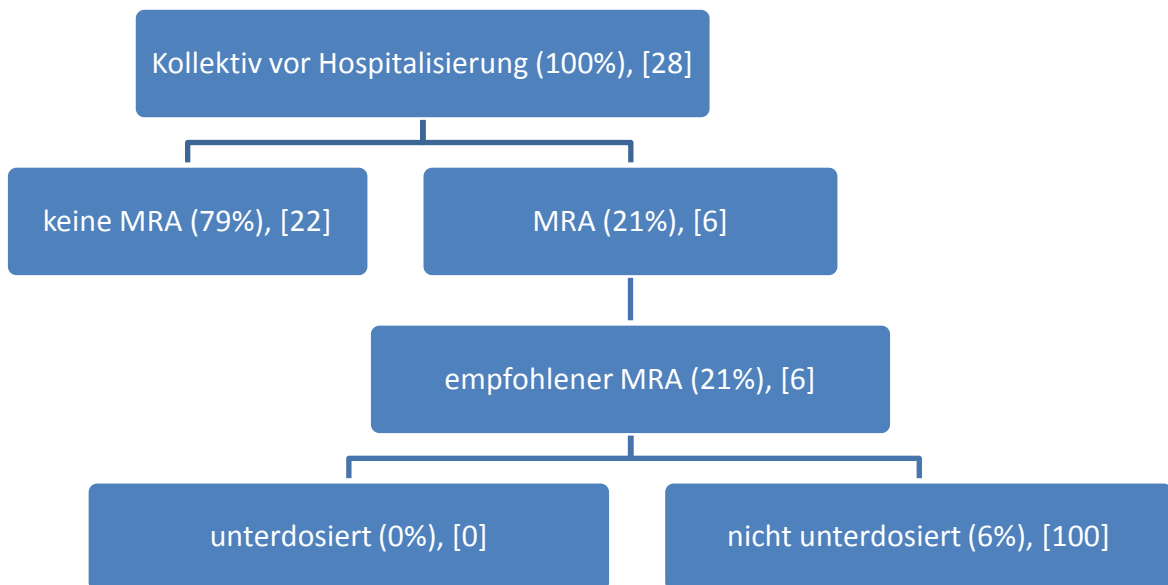 Kollektiv vor Hospitalisierung (100%), [28]
keine MRA (79%), [22]
MRA (21%), [6]
empfohlener MRA (21%), [6]
unterdosiert (0%), [0]
nicht unterdosiert (6%), [100]